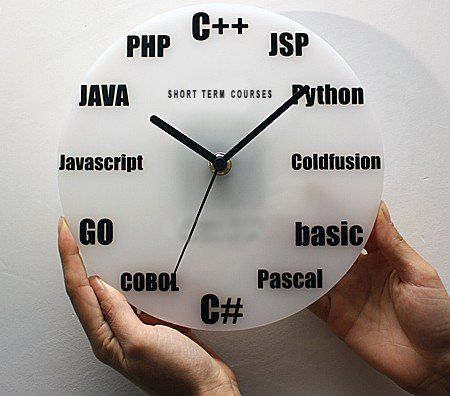 C++
PHP
JSP
JAVA
SHORT TERM COURSES
Python
Javascript
Coldfusion
GO
basic
COBOL
Pascal
C#